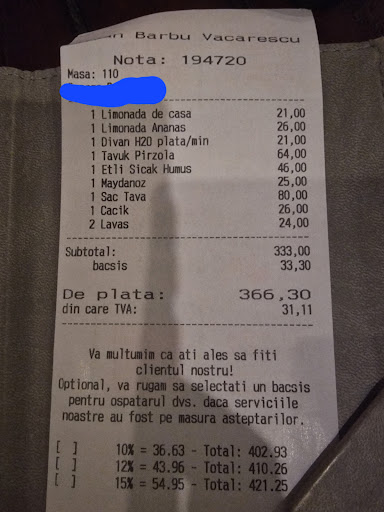 Barbu Vacarescu
Nota: 194720
Masa: 110
1 Limonada de casa 21,00
1 Limonada Ananas 26,00
1 Divan H2O plata/min 21,00
1 Tavuk Pirzola 64,00
1 Etli Sicak Humus 46,00
1 Maydanoz 25,00
1 Sac Tava 80,00
1 Cacik 26,00
2 Lavas 24,00
Subtotal: 333,00
bacsis 33,30
De plata: 366,30
din care TVA: 31,11
Va multumim ca ati ales sa fiti
clientul nostru!
Optional, va rugam sa selectati un bacsis
pentru ospatarul dvs. daca serviciile
noastre au fost pe masura asteptarilor.
[ ] 10% = 36.63 - Total: 402.93
[ ] 12% = 43.96 - Total: 410.26
[ ] 15% = 54.95 - Total: 421.25